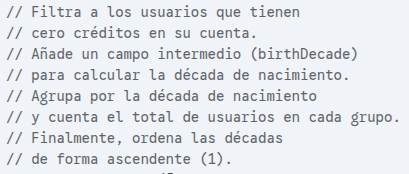 // Filtra a los usuarios que tienen
// cero créditos en su cuenta.
// Añade un campo intermedio (birthDecade)
// para calcular la década de nacimiento.
// Agrupa por la década de nacimiento
// y cuenta el total de usuarios en cada grupo.
// Finalmente, ordena las décadas
// de forma ascendente (1).